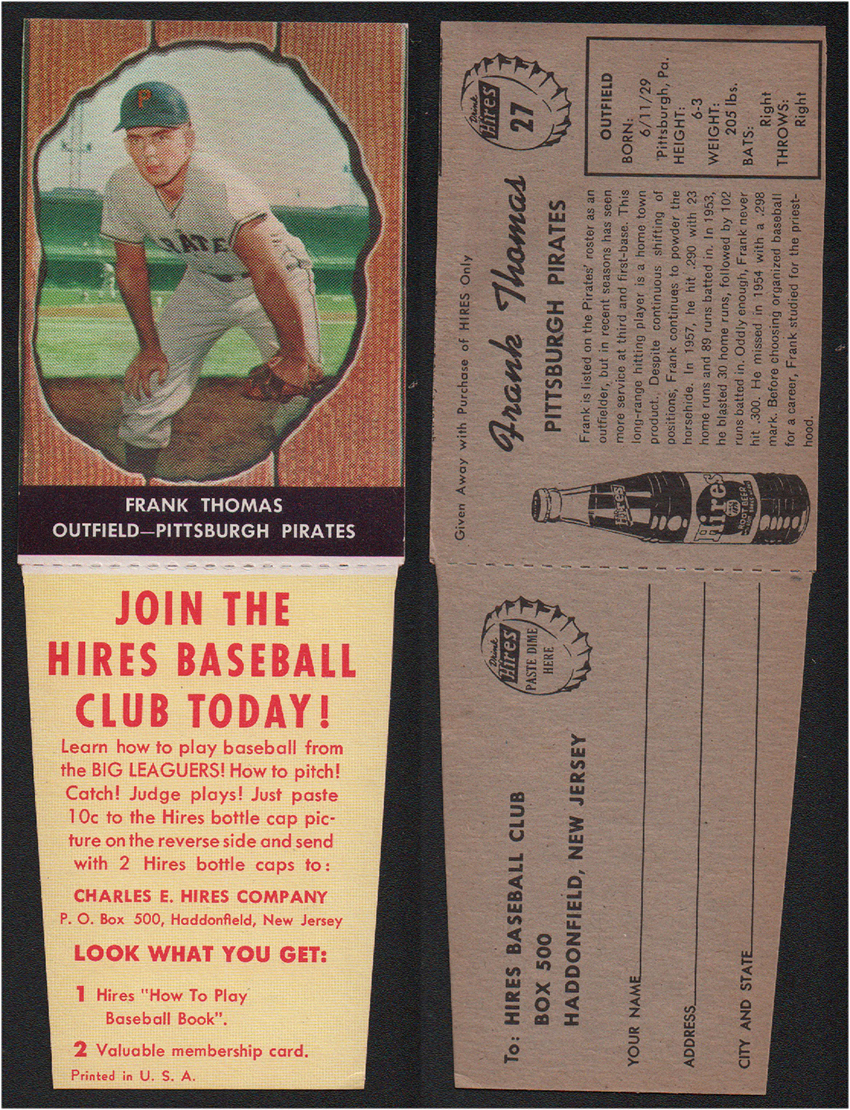 P
IRATE
FRANK THOMAS
OUTFIELD—PITTSBURGH PIRATES
JOIN THE
HIRES BASEBALL
CLUB TODAY!
Learn how to play baseball from
the BIG LEAGUERS! How to pitch!
Catch! Judge plays! Just paste
10c to the Hires bottle cap pic-
ture on the reverse side and send
with 2 Hires bottle caps to:
CHARLES E. HIRES COMPANY
P. O. Box 500, Haddonfield, New Jersey
LOOK WHAT YOU GET:
1 Hires "How To Play
Baseball Book".
2 Valuable membership card.
Printed in U. S. A.
Given Away with Purchase of HIRES Only
Frank Thomas
PITTSBURGH PIRATES
Frank is listed on the Pirates' roster as an
outfielder, but in recent seasons has seen
more service at third and first-base. This
long-range hitting player is a home town
product. Despite continuous shifting of
positions, Frank continues to powder the
horsehide. In 1957, he hit .290 with 23
home runs and 89 runs batted in. In 1953,
he blasted 30 home runs, followed by 102
runs batted in. Oddly enough, Frank never
hit .300. He missed in 1954 with a .298
mark. Before choosing organized baseball
for a career, Frank studied for the priest-
hood.
Drink
Hires
27
OUTFIELD
BORN:
6/11/29
Pittsburgh, Pa.
HEIGHT:
6-3
WEIGHT:
205 lbs.
BATS:
Right
THROWS:
Right
Hires
Hires
ROOT BEER
Drink
Hires
PASTE DIME
HERE
To: HIRES BASEBALL CLUB
BOX 500
HADDONFIELD, NEW JERSEY
YOUR NAME
ADDRESS
CITY AND STATE